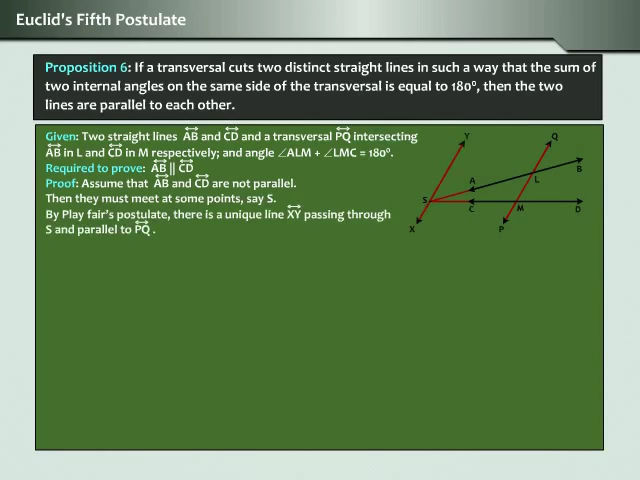 Euclid's Fifth Postulate
Proposition 6: If a transversal cuts two distinct straight lines in such a way that the sum of
two internal angles on the same side of the transversal is equal to 180⁰, then the two
lines are parallel to each other.
Given: Two straight lines AB and CD and a transversal PQ intersecting
AB in L and CD in M respectively; and angle ∠ALM + ∠LMC = 180⁰.
Required to prove: AB || CD
Proof: Assume that AB and CD are not parallel.
Then they must meet at some points, say S.
By Play fair's postulate, there is a unique line XY passing through
S and parallel to PQ .
Y
Q
B
A
L
S
C
M
D
X
P